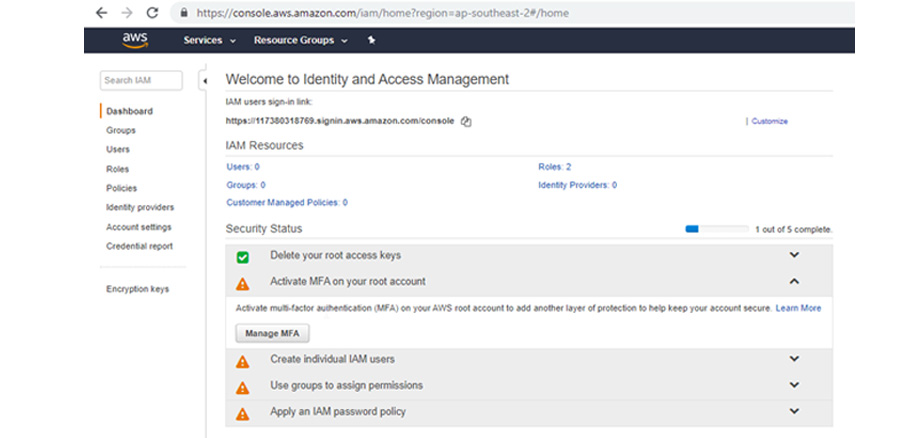 https://console.aws.amazon.com/iam/home?region=ap-southeast-2#/home
aws
Services
Resource Groups
Search IAM
Dashboard
Groups
Users
Roles
Policies
Identity providers
Account settings
Credential report
Encryption keys
Welcome to Identity and Access Management
IAM users sign-in link:
https://117380318769.signin.aws.amazon.com/console
| Customize
IAM Resources
Users: 0
Roles: 2
Groups: 0
Identity Providers: 0
Customer Managed Policies: 0
Security Status
1 out of 5 complete.
Delete your root access keys
Activate MFA on your root account
Activate multi-factor authentication (MFA) on your AWS root account to add another layer of protection to help keep your account secure. Learn More
Manage MFA
Create individual IAM users
Use groups to assign permissions
Apply an IAM password policy